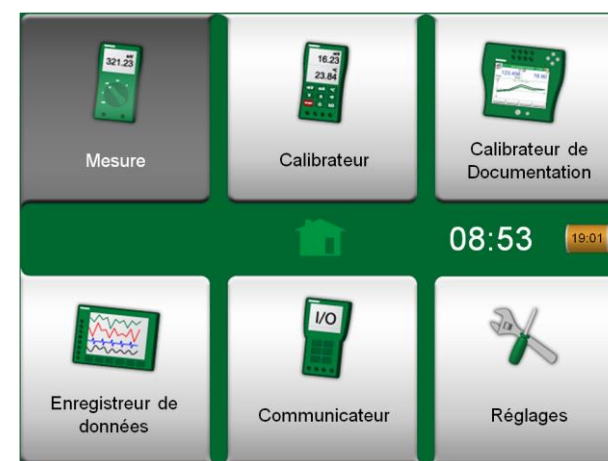 321.23
Mesure
16.23
23.84
Calibrateur
Calibrateur de
Documentation
08:53
19:01
Enregistreur de
données
I/O
Communicateur
Réglages